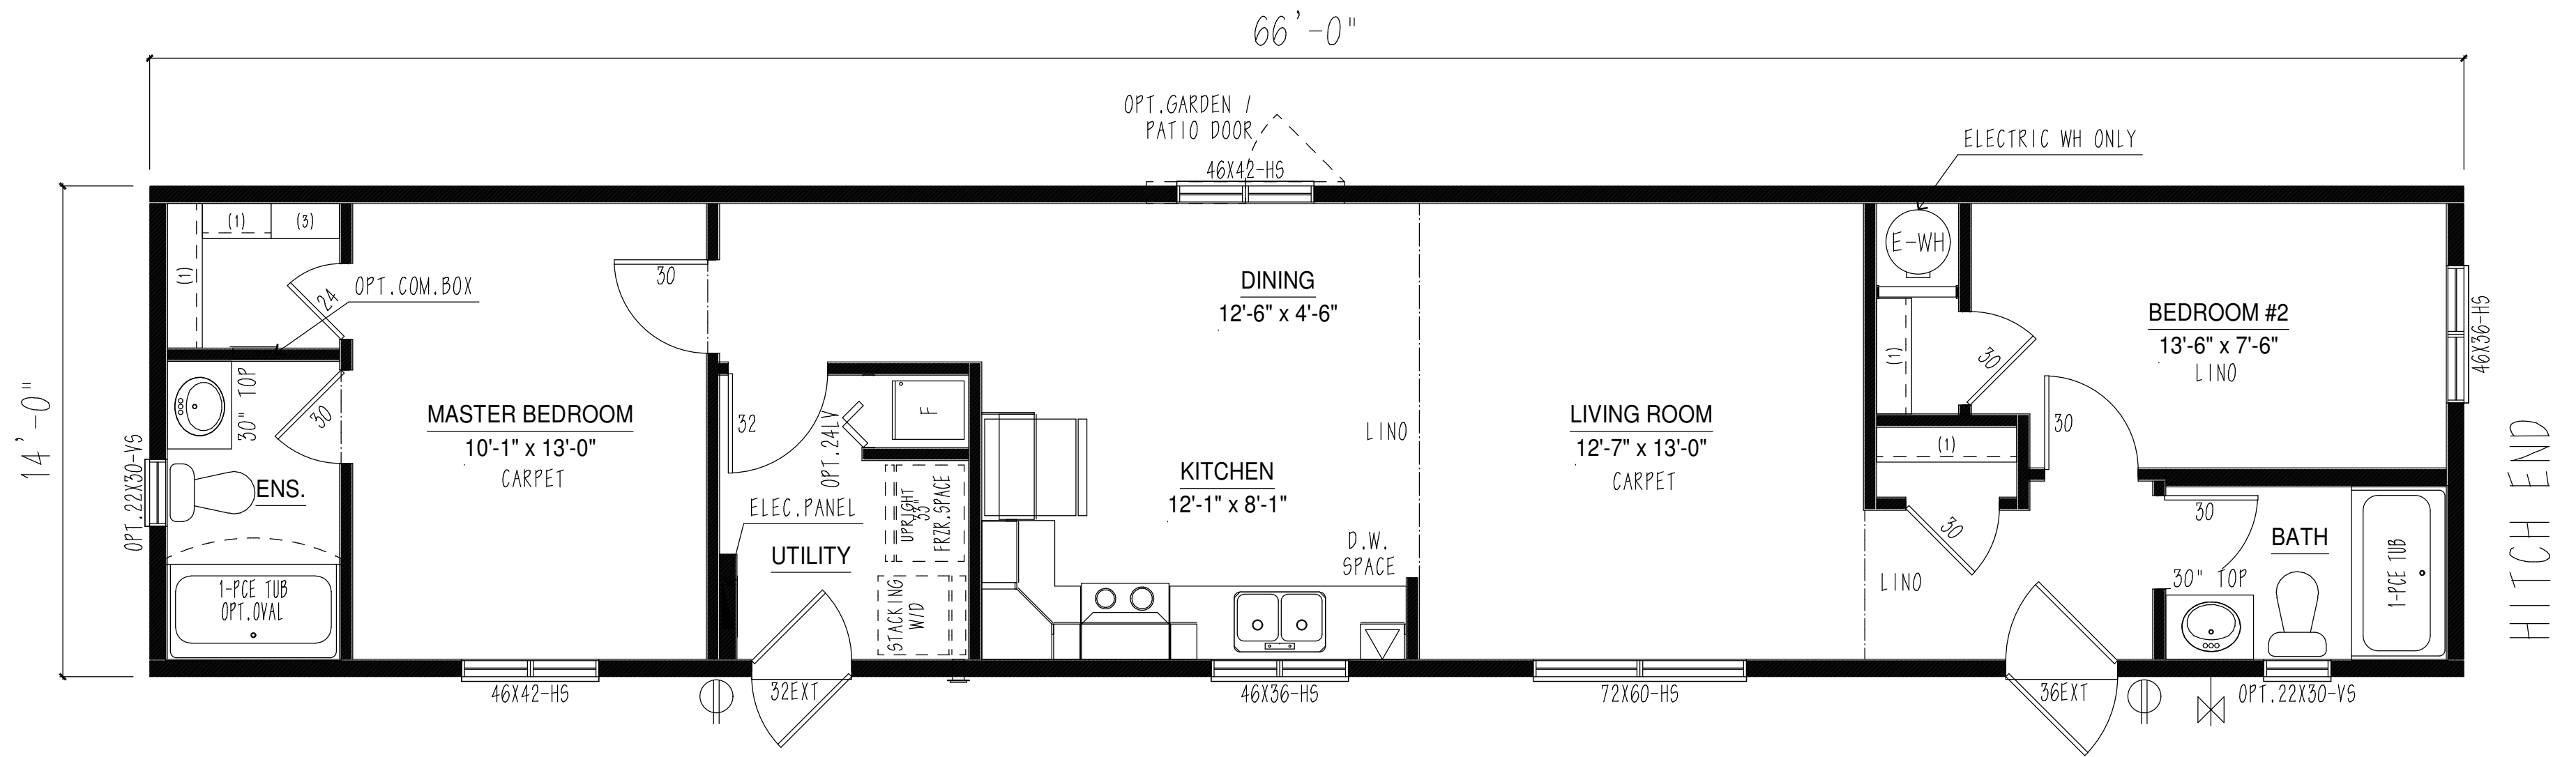 66'-0"
OPT.GARDEN /
PATIO DOOR
46X42-HS
ELECTRIC WH ONLY
14'-0"
(1)
(3)
(1)
24
OPT.COM.BOX
30
30" TOP
30
ENS.
OPT.22X30-VS
1-PCE TUB
OPT.OVAL
MASTER BEDROOM
10'-1" x 13'-0"
CARPET
46X42-HS
32
OPT.24LV
F
ELEC.PANEL
UTILITY
UPRIGHT
33"
FRZR.SPACE
STACKING
W/D
32EXT
DINING
12'-6" x 4'-6"
KITCHEN
12'-1" x 8'-1"
LINO
D.W.
SPACE
46X36-HS
LIVING ROOM
12'-7" x 13'-0"
CARPET
72X60-HS
E-WH
(1)
30
(1)
30
LINO
BEDROOM #2
13'-6" x 7'-6"
LINO
30
46X36-HS
30
BATH
30" TOP
1-PCE TUB
36EXT
OPT.22X30-VS
HITCH END